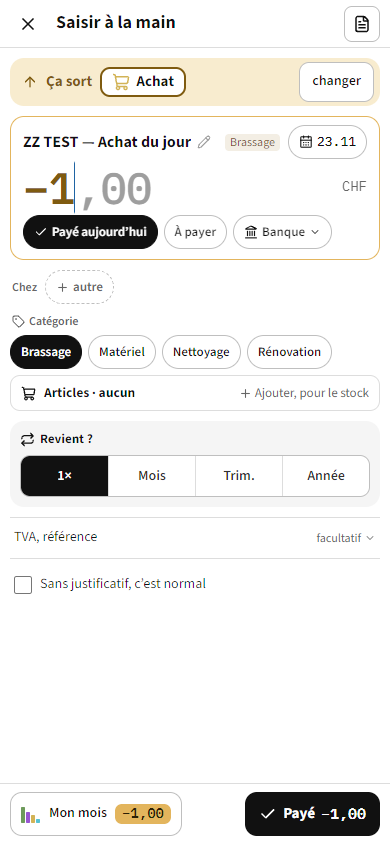 Saisir à la main
Ça sort Achat changer
ZZ TEST — Achat du jour Brassage 23.11
−1,00 CHF
Payé aujourd’hui À payer Banque
Chez + autre
Catégorie
Brassage Matériel Nettoyage Rénovation
Articles · aucun + Ajouter, pour le stock
Revient ?
1× Mois Trim. Année
TVA, référence facultatif
Sans justificatif, c’est normal
Mon mois −1,00 Payé −1,00